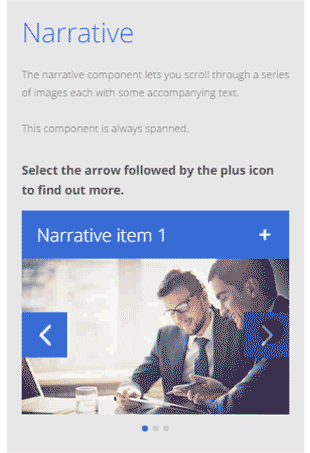 Narrative
The narrative component lets you scroll through a series
of images each with some accompanying text.
This component is always spanned.
Select the arrow followed by the plus icon
to find out more.
Narrative item 1 +